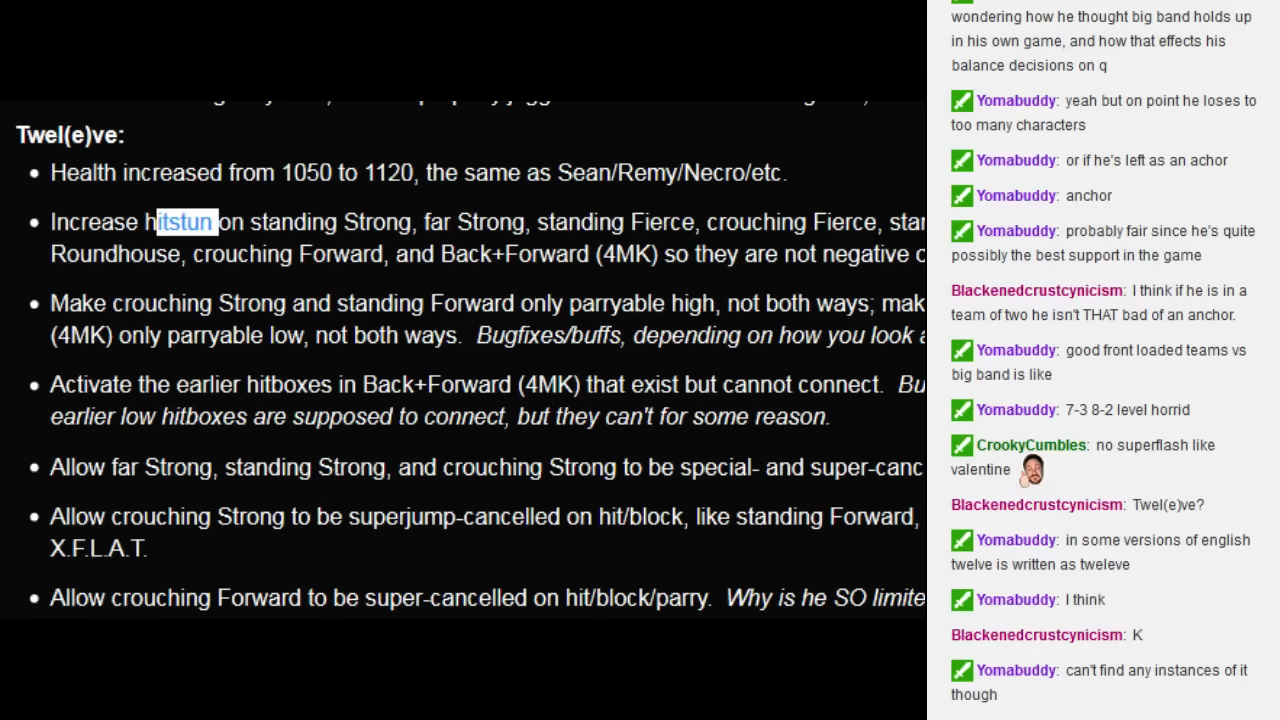 Twel(e)ve:
Health increased from 1050 to 1120, the same as Sean/Remy/Necro/etc.
Increase hitstun on standing Strong, far Strong, standing Fierce, crouching Fierce,
Roundhouse, crouching Forward, and Back+Forward (4MK) so they are not negative
Make crouching Strong and standing Forward only parryable high, not both ways;
(4MK) only parryable low, not both ways. Bugfixes/buffs, depending on how you look
Activate the earlier hitboxes in Back+Forward (4MK) that exist but cannot connect.
earlier low hitboxes are supposed to connect, but they can't for some reason.
Allow far Strong, standing Strong, and crouching Strong to be special- and
Allow crouching Strong to be superjump-cancelled on hit/block, like standing Forward,
X.F.L.A.T.
Allow crouching Forward to be super-cancelled on hit/block/parry. Why is he SO
wondering how he thought big band holds up
in his own game, and how that effects his
balance decisions on q
Yomabuddy: yeah but on point he loses to
too many characters
Yomabuddy: or if he's left as an achor
Yomabuddy: anchor
Yomabuddy: probably fair since he's quite
possibly the best support in the game
Blackenedcrustcynicism: I think if he is in a
team of two he isn't THAT bad of an anchor.
Yomabuddy: good front loaded teams vs
big band is like
Yomabuddy: 7-3 8-2 level horrid
CrookyCumbles: no superflash like
valentine
Blackenedcrustcynicism: Twel(e)ve?
Yomabuddy: in some versions of english
twelve is written as tweleve
Yomabuddy: I think
Blackenedcrustcynicism: K
Yomabuddy: can't find any instances of it
though